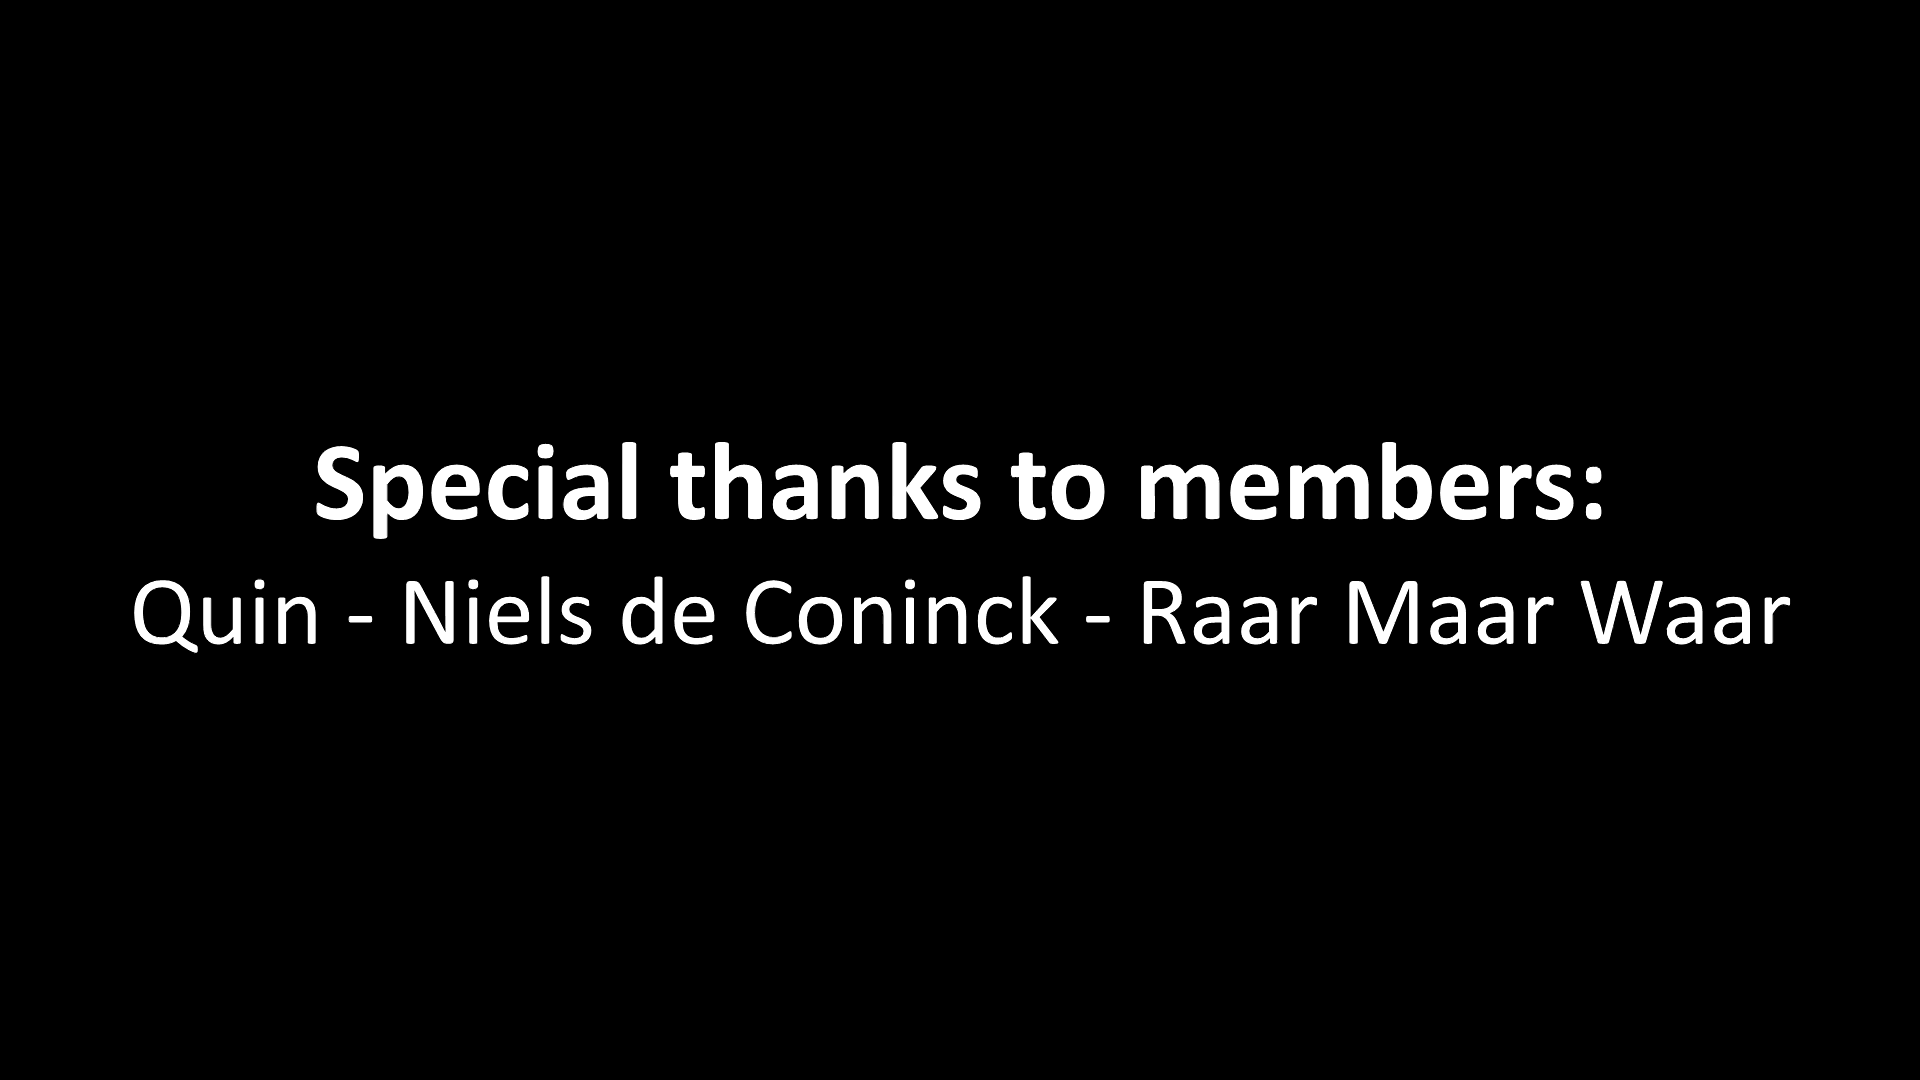 Special thanks to members:
Quin - Niels de Coninck - Raar Maar Waar